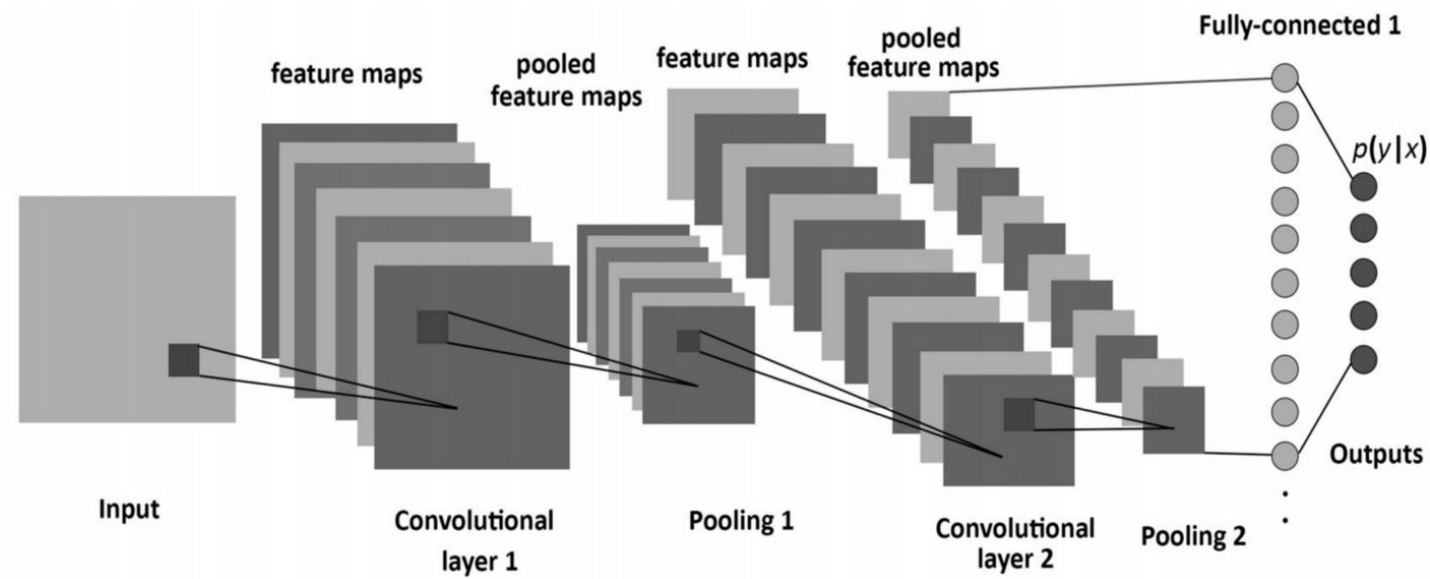 Fully-connected 1
pooled
feature maps
feature maps
pooled
feature maps
feature maps
p(y|x)
Outputs
Input
Convolutional
layer 1
Pooling 1
Convolutional
layer 2
Pooling 2